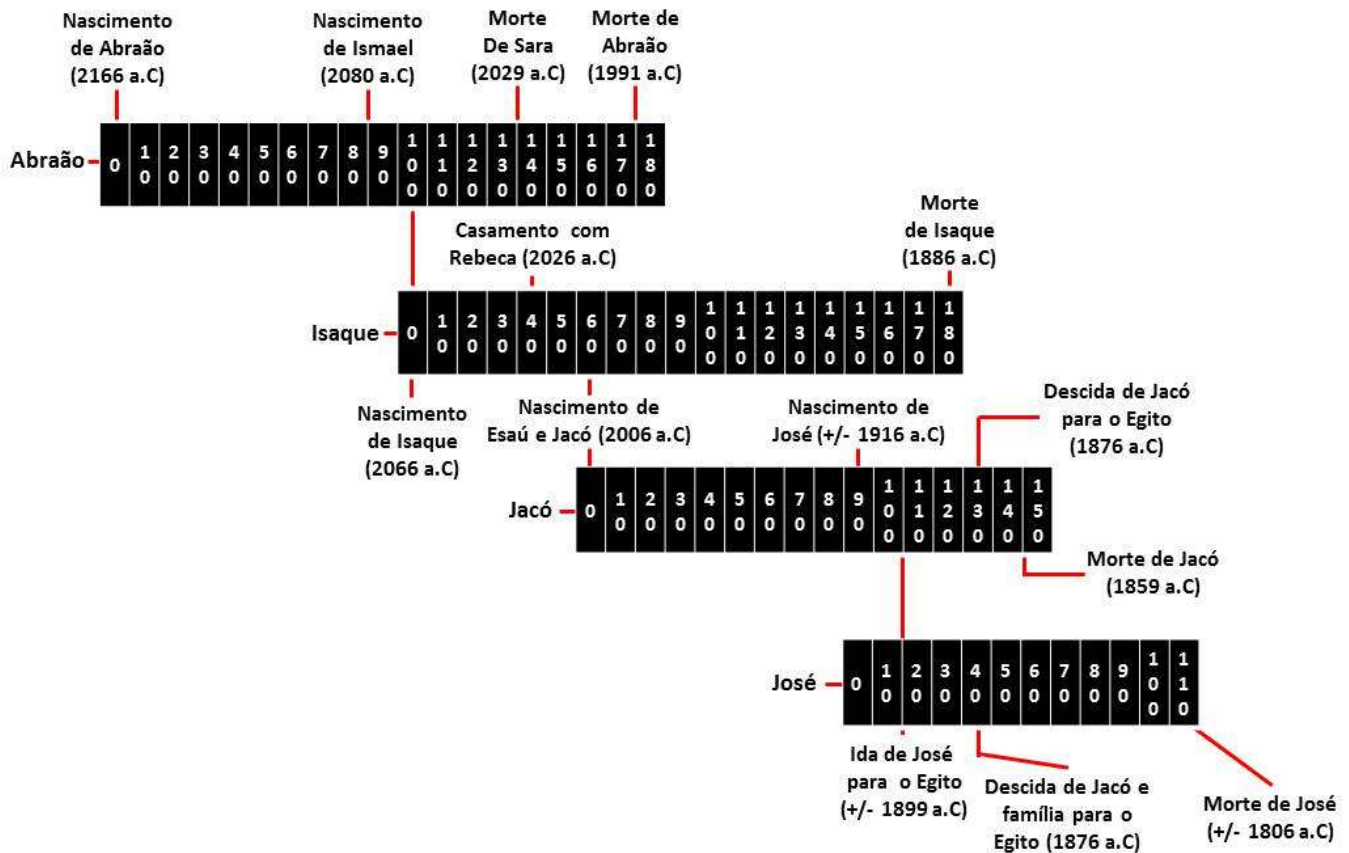 Nascimento
de Abraão
(2166 a.C)
Nascimento
de Ismael
(2080 a.C)
Morte
De Sara
(2029 a.C)
Morte de
Abraão
(1991 a.C)
Abraão
0 10 20 30 40 50 60 70 80 90 100 110 120 130 140 150 160 170 180
Casamento com
Rebeca (2026 a.C)
Morte
de Isaque
(1886 a.C)
Isaque
0 10 20 30 40 50 60 70 80 90 100 110 120 130 140 150 160 170 180
Nascimento
de Isaque
(2066 a.C)
Nascimento de
Esaú e Jacó (2006 a.C)
Nascimento de
José (+/- 1916 a.C)
Descida de Jacó
para o Egito
(1876 a.C)
Jacó
0 10 20 30 40 50 60 70 80 90 100 110 120 130 140 150
Morte de Jacó
(1859 a.C)
José
0 10 20 30 40 50 60 70 80 90 100 110
Ida de José
para o Egito
(+/- 1899 a.C)
Descida de Jacó e
família para o
Egito (1876 a.C)
Morte de José
(+/- 1806 a.C)